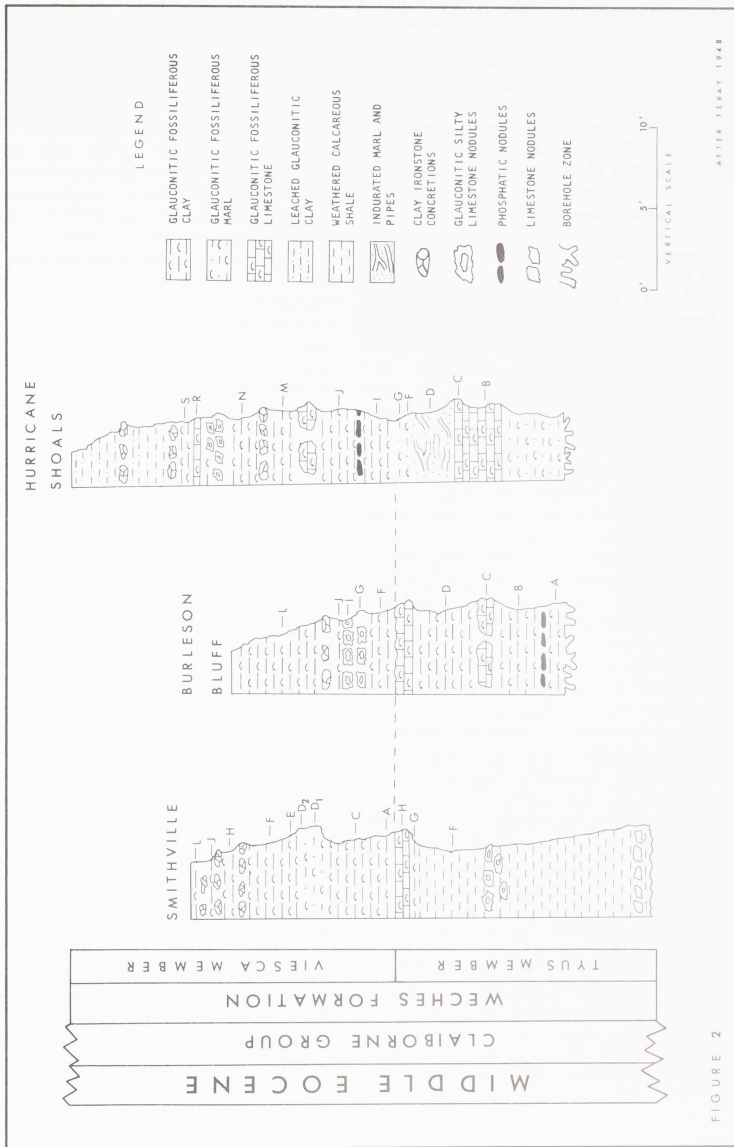 MIDDLE EOCENE
CLAIBORNE GROUP
WECHES FORMATION
VIESCA MEMBER
TYUS MEMBER
SMITHVILLE
L
J
H
F
E
D2
D1
C
A
H
G
F
BURLESON
BLUFF
L
J
I
G
F
D
C
B
A
HURRICANE
SHOALS
S
R
N
M
J
I
G
F
D
C
B
LEGEND
GLAUCONITIC FOSSILIFEROUS
CLAY
GLAUCONITIC FOSSILIFEROUS
MARL
GLAUCONITIC FOSSILIFEROUS
LIMESTONE
LEACHED GLAUCONITIC
CLAY
WEATHERED CALCAREOUS
SHALE
INDURATED MARL AND
PIPES
CLAY IRONSTONE
CONCRETIONS
GLAUCONITIC SILTY
LIMESTONE NODULES
PHOSPHATIC NODULES
LIMESTONE NODULES
BOREHOLE ZONE
0' 5' 10'
VERTICAL SCALE
AFTER FERAY 1948
FIGURE 2